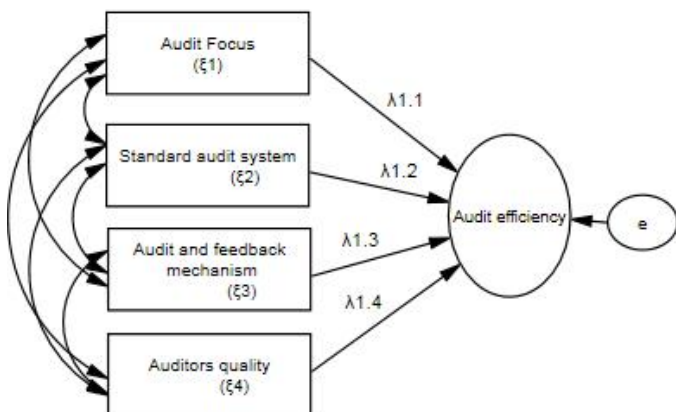 Audit Focus
(ξ1)
λ1.1
Standard audit system
(ξ2)
λ1.2
Audit efficiency
e
Audit and feedback
mechanism
(ξ3)
λ1.3
λ1.4
Auditors quality
(ξ4)